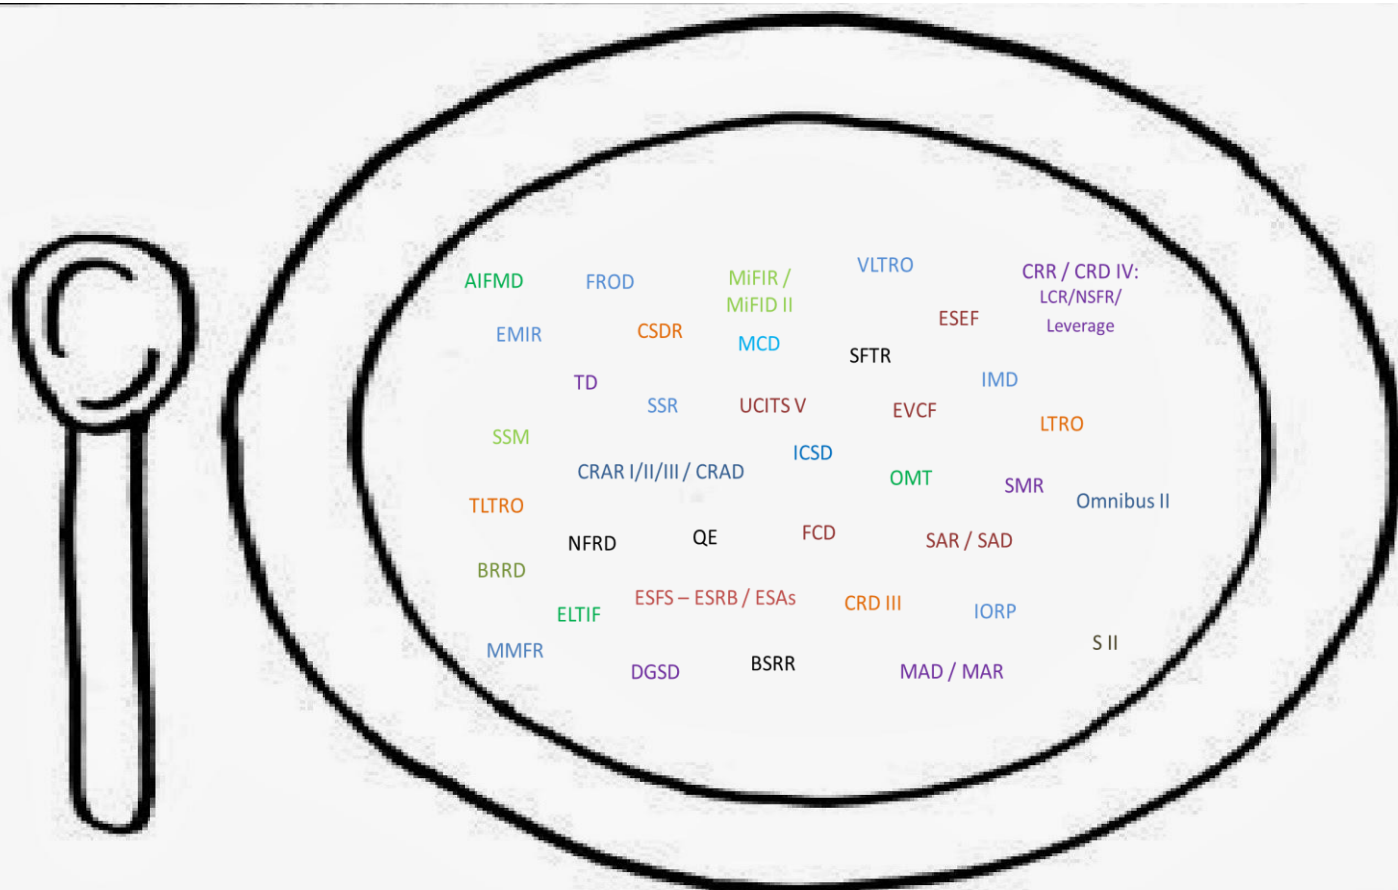 VLTRO
AIFMD
FROD
MiFIR /
MiFID II
CRR / CRD IV:
LCR/NSFR/
Leverage
EMIR
CSDR
MCD
ESEF
SFTR
TD
IMD
SSR
UCITS V
EVCF
LTRO
SSM
ICSD
CRAR I/II/III / CRAD
OMT
SMR
Omnibus II
TLTRO
NFRD
QE
FCD
SAR / SAD
BRRD
ESFS – ESRB / ESAs
CRD III
IORP
ELTIF
MMFR
S II
DGSD
BSRR
MAD / MAR